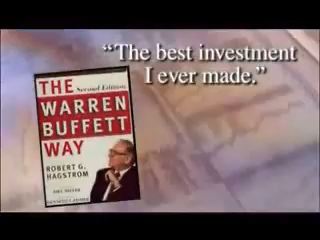 “The best investment
I ever made.”
THE
Second Edition
WARREN
BUFFETT
WAY
ROBERT G.
HAGSTROM